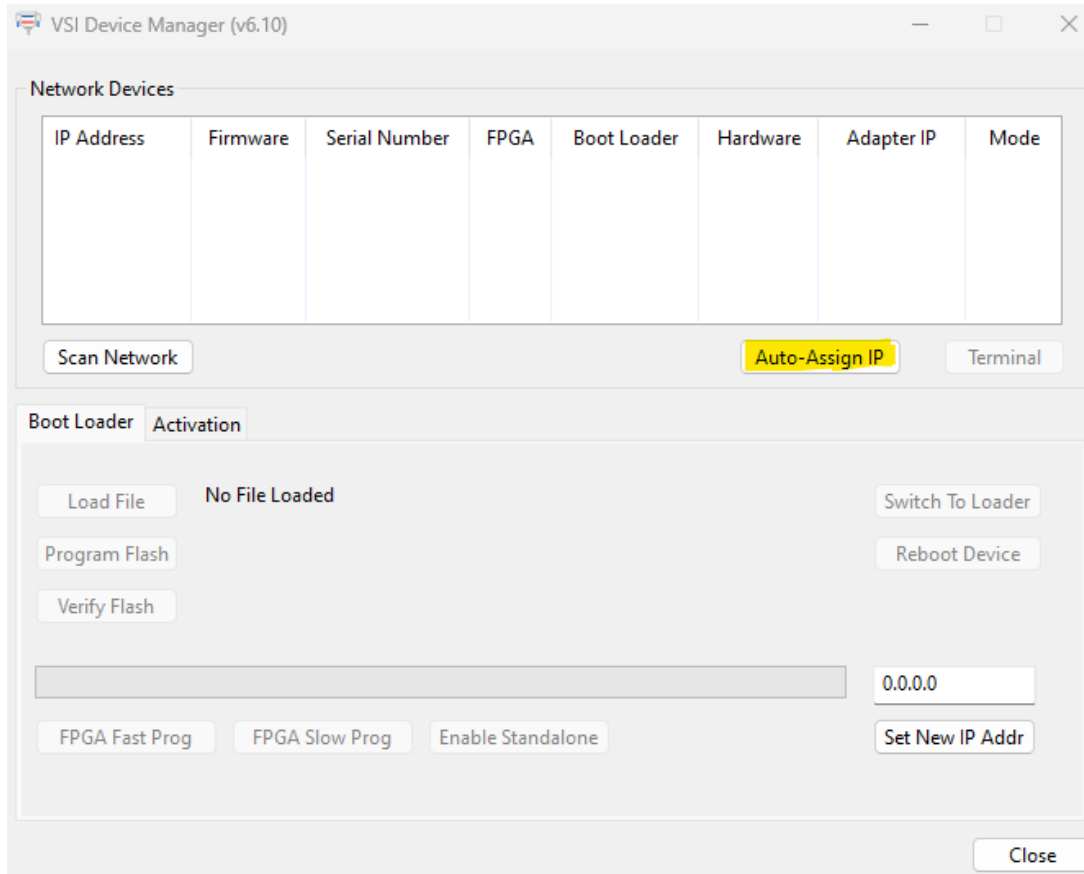 VSI Device Manager (v6.10)
Network Devices
IP Address Firmware Serial Number FPGA Boot Loader Hardware Adapter IP Mode
Scan Network Auto-Assign IP Terminal
Boot Loader Activation
Load File No File Loaded Switch To Loader
Program Flash Reboot Device
Verify Flash
0.0.0.0
FPGA Fast Prog FPGA Slow Prog Enable Standalone Set New IP Addr
Close